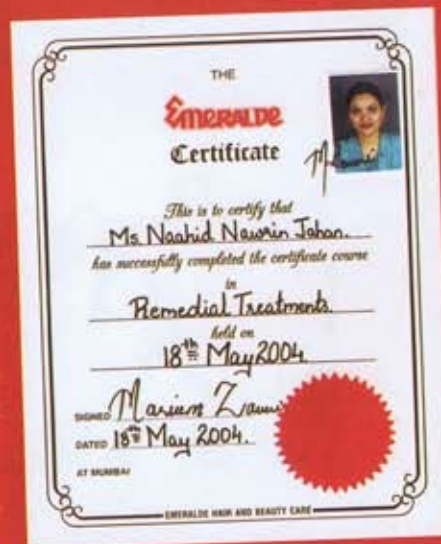 THE
EMERALDE
Certificate
This is to certify that
Ms. Naahid Nawrin Jahan.
has successfully completed the certificate course
in
Remedial Treatments.
held on
18th May 2004
SIGNED Mariam
DATED 18th May 2004.
AT MUMBAI
EMERALDE HAIR AND BEAUTY CARE